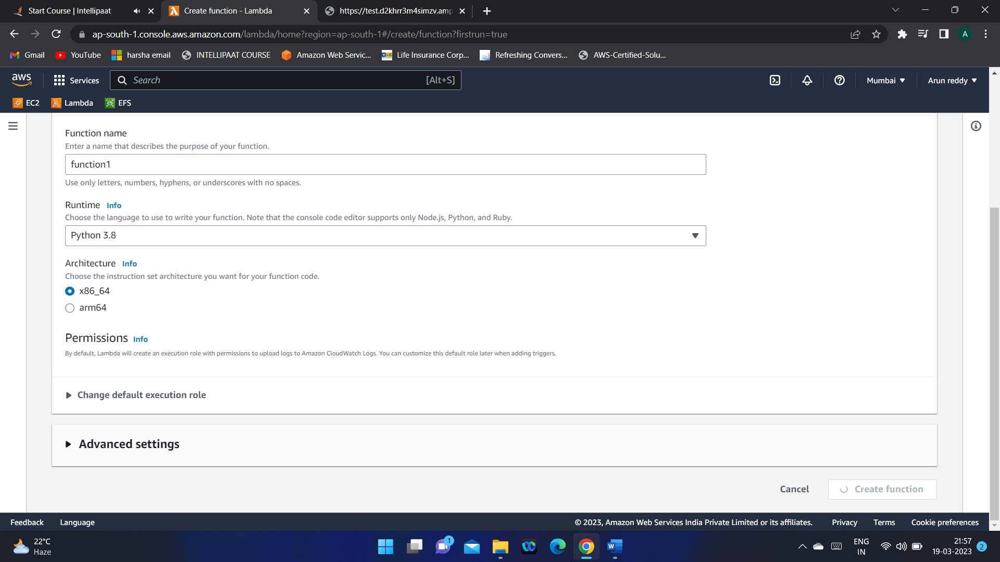 Start Course | Intellipaat
Create function - Lambda
https://test.d2khrr3m4simzv.amp
ap-south-1.console.aws.amazon.com/lambda/home?region=ap-south-1#/create/function?firstrun=true
A
Gmail
YouTube
harsha email
INTELLIPAAT COURSE
Amazon Web Servic...
LIC
Life Insurance Corp...
Refreshing Convers...
AWS-Certified-Solu...
aws
Services
Search
[Alt+S]
Mumbai
Arun reddy
EC2
Lambda
EFS
Function name
Enter a name that describes the purpose of your function.
function1
Use only letters, numbers, hyphens, or underscores with no spaces.
Runtime Info
Choose the language to use to write your function. Note that the console code editor supports only Node.js, Python, and Ruby.
Python 3.8
Architecture Info
Choose the instruction set architecture you want for your function code.
x86_64
arm64
Permissions Info
By default, Lambda will create an execution role with permissions to upload logs to Amazon CloudWatch Logs. You can customize this default role later when adding triggers.
Change default execution role
Advanced settings
Cancel
Create function
Feedback
Language
© 2023, Amazon Web Services India Private Limited or its affiliates.
Privacy
Terms
Cookie preferences
22°C
Haze
1
W
ENG
IN
21:57
19-03-2023
2